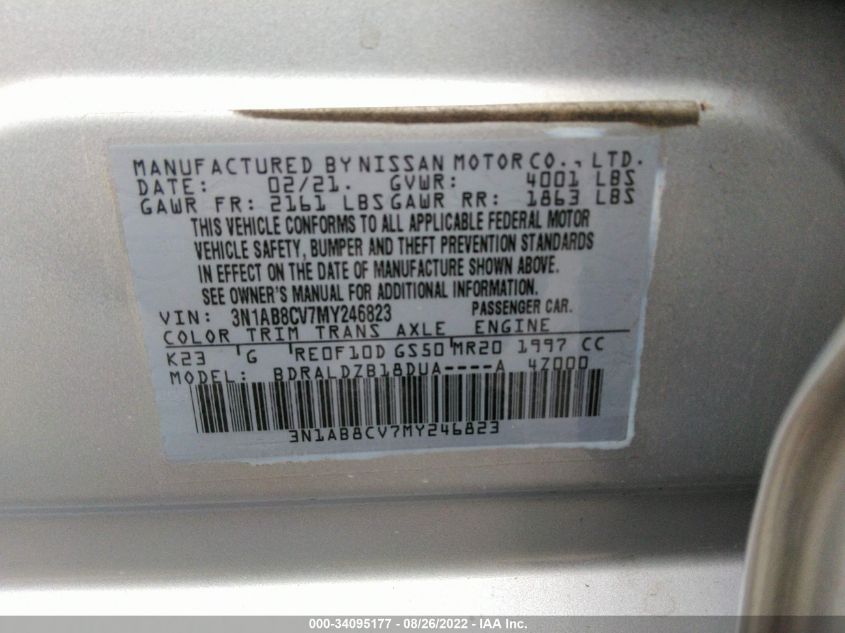 MANUFACTURED BY NISSAN MOTOR CO., LTD.
DATE: 02/21. GVWR: 4001 LBS
GAWR FR: 2161 LBS GAWR RR: 1863 LBS
THIS VEHICLE CONFORMS TO ALL APPLICABLE FEDERAL MOTOR
VEHICLE SAFETY, BUMPER AND THEFT PREVENTION STANDARDS
IN EFFECT ON THE DATE OF MANUFACTURE SHOWN ABOVE.
SEE OWNER'S MANUAL FOR ADDITIONAL INFORMATION.
VIN: 3N1AB8CV7MY246823 PASSENGER CAR.
COLOR TRIM TRANS AXLE ENGINE
K23 G RE0F10D GS50 MR20 1997 CC
MODEL: BDRALDZB18DUA----A 4Z000
3N1AB8CV7MY246823
000-34095177 - 08/26/2022 - IAA Inc.